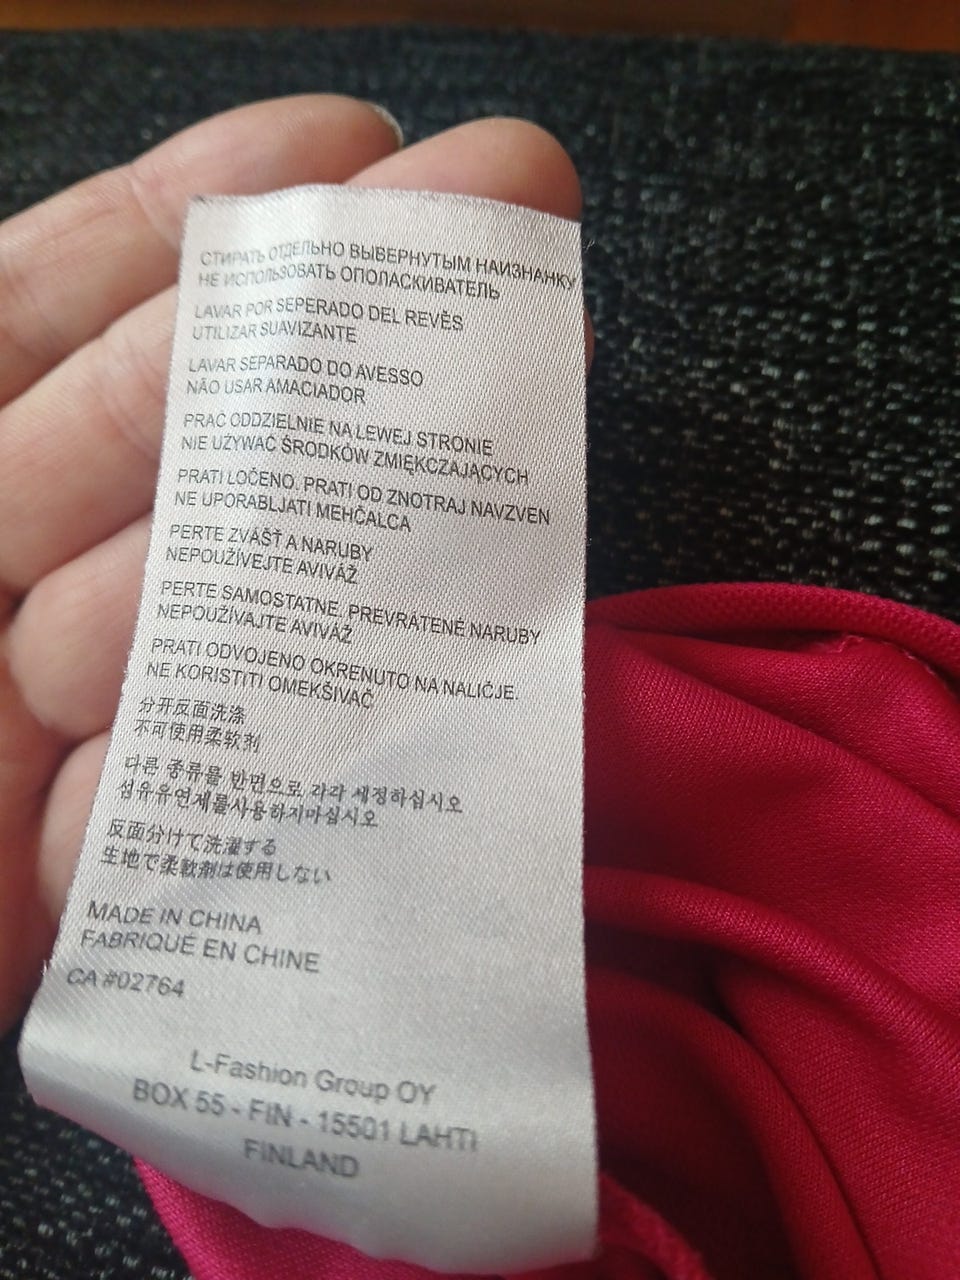 СТИРАТЬ ОТДЕЛЬНО ВЫВЕРНУТЫМ НАИЗНАНКУ
НЕ ИСПОЛЬЗОВАТЬ ОПОЛАСКИВАТЕЛЬ
LAVAR POR SEPERADO DEL REVÊS
UTILIZAR SUAVIZANTE
LAVAR SEPARADO DO AVESSO
NÃO USAR AMACIADOR
PRAĆ ODDZIELNIE NA LEWEJ STRONIE
NIE UŻYWAĆ ŚRODKÓW ZMIĘKCZAJĄCYCH
PRATI LOČENO. PRATI OD ZNOTRAJ NAVZVEN
NE UPORABLJATI MEHČALCA
PERTE ZVÁŠŤ A NARUBY
NEPOUŽÍVEJTE AVIVÁŽ
PERTE SAMOSTATNE, PREVRÁTENÉ NARUBY
NEPOUŽÍVAJTE AVIVÁŽ
PRATI ODVOJENO OKRENUTO NA NALIČJE.
NE KORISTITI OMEKŠIVAČ
分开反面洗涤
不可使用柔软剂
다른 종류를 반면으로 각각 세정하십시오
섬유유연제를사용하지마십시오
反面分けて洗濯する
生地で柔軟剤は使用しない
MADE IN CHINA
FABRIQUÉ EN CHINE
CA #02764
L-Fashion Group OY
BOX 55 - FIN - 15501 LAHTI
FINLAND